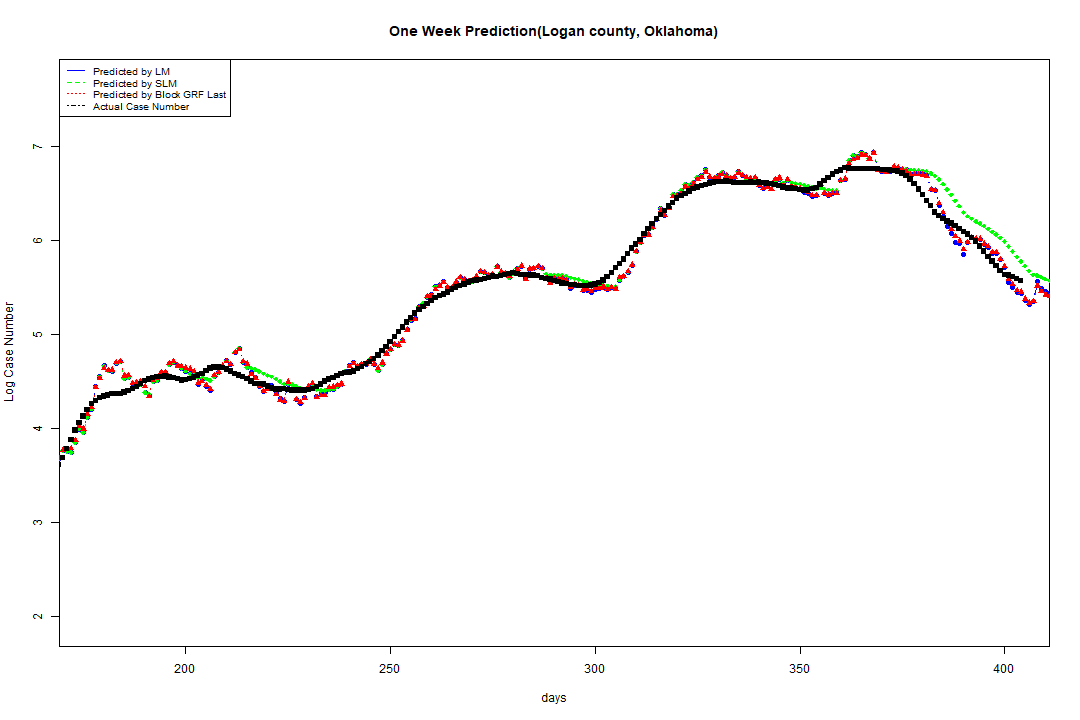 One Week Prediction(Logan county, Oklahoma)
Predicted by LM
Predicted by SLM
Predicted by Block GRF Last
Actual Case Number
Log Case Number
7
6
5
4
3
2
200 250 300 350 400
days